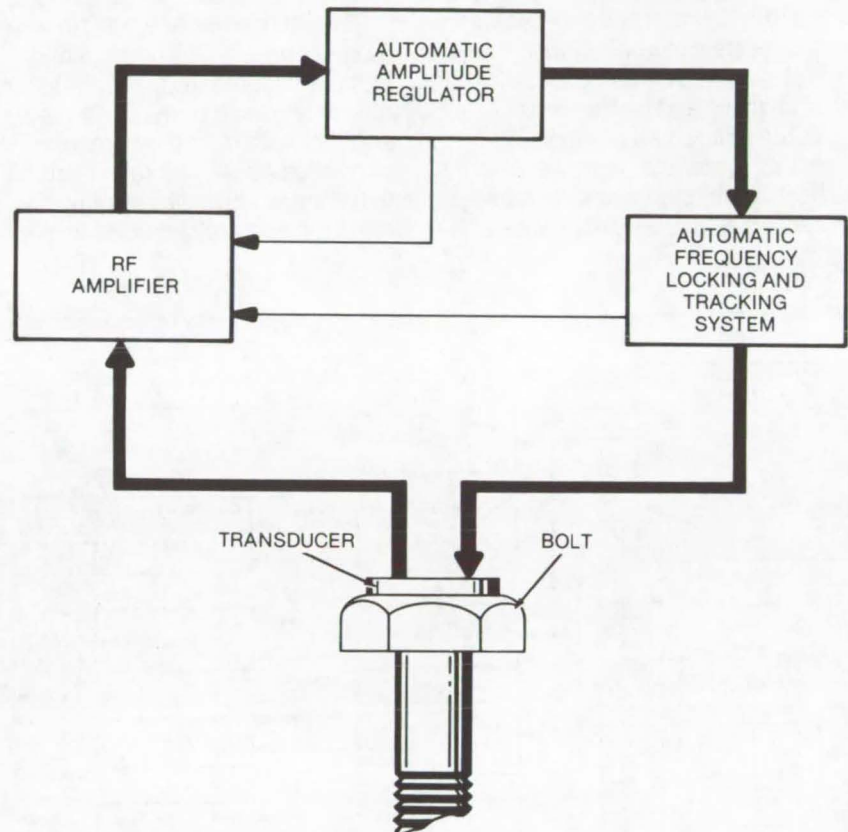 AUTOMATIC
AMPLITUDE
REGULATOR
RF
AMPLIFIER
AUTOMATIC
FREQUENCY
LOCKING AND
TRACKING
SYSTEM
TRANSDUCER
BOLT